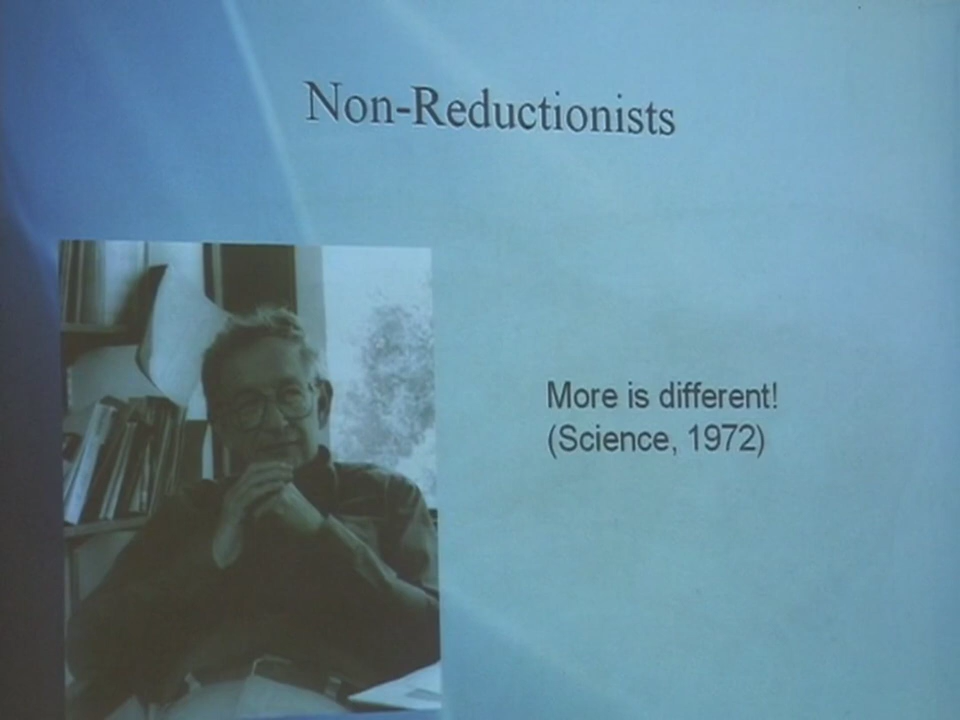 Non-Reductionists
More is different!
(Science, 1972)